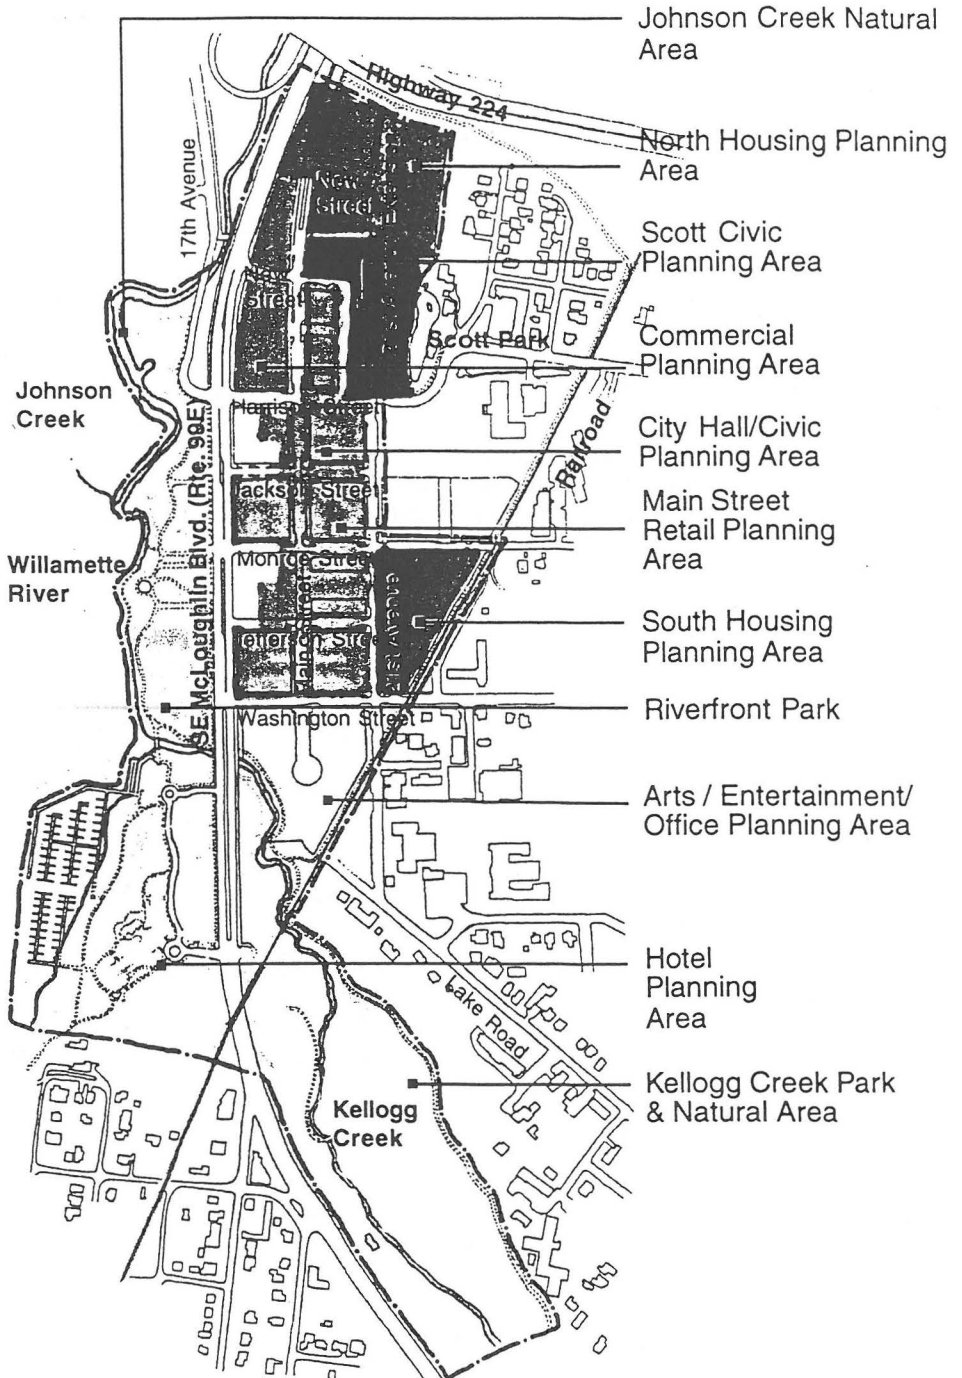 Johnson Creek Natural
Area
Highway 224
North Housing Planning
Area
17th Avenue
New
Street
Scott Civic
Planning Area
New
Street
Scott Park
Commercial
Planning Area
Johnson
Creek
Harrison Street
City Hall/Civic
Planning Area
Railroad
Jackson Street
Main Street
Retail Planning
Area
SE McLoughlin Blvd. (Rte. 99E)
Monroe Street
Willamette
River
21st Avenue
South Housing
Planning Area
Main Street
Jefferson Street
Riverfront Park
Washington Street
Arts / Entertainment/
Office Planning Area
Hotel
Planning
Area
Lake Road
Kellogg Creek Park
& Natural Area
Kellogg
Creek